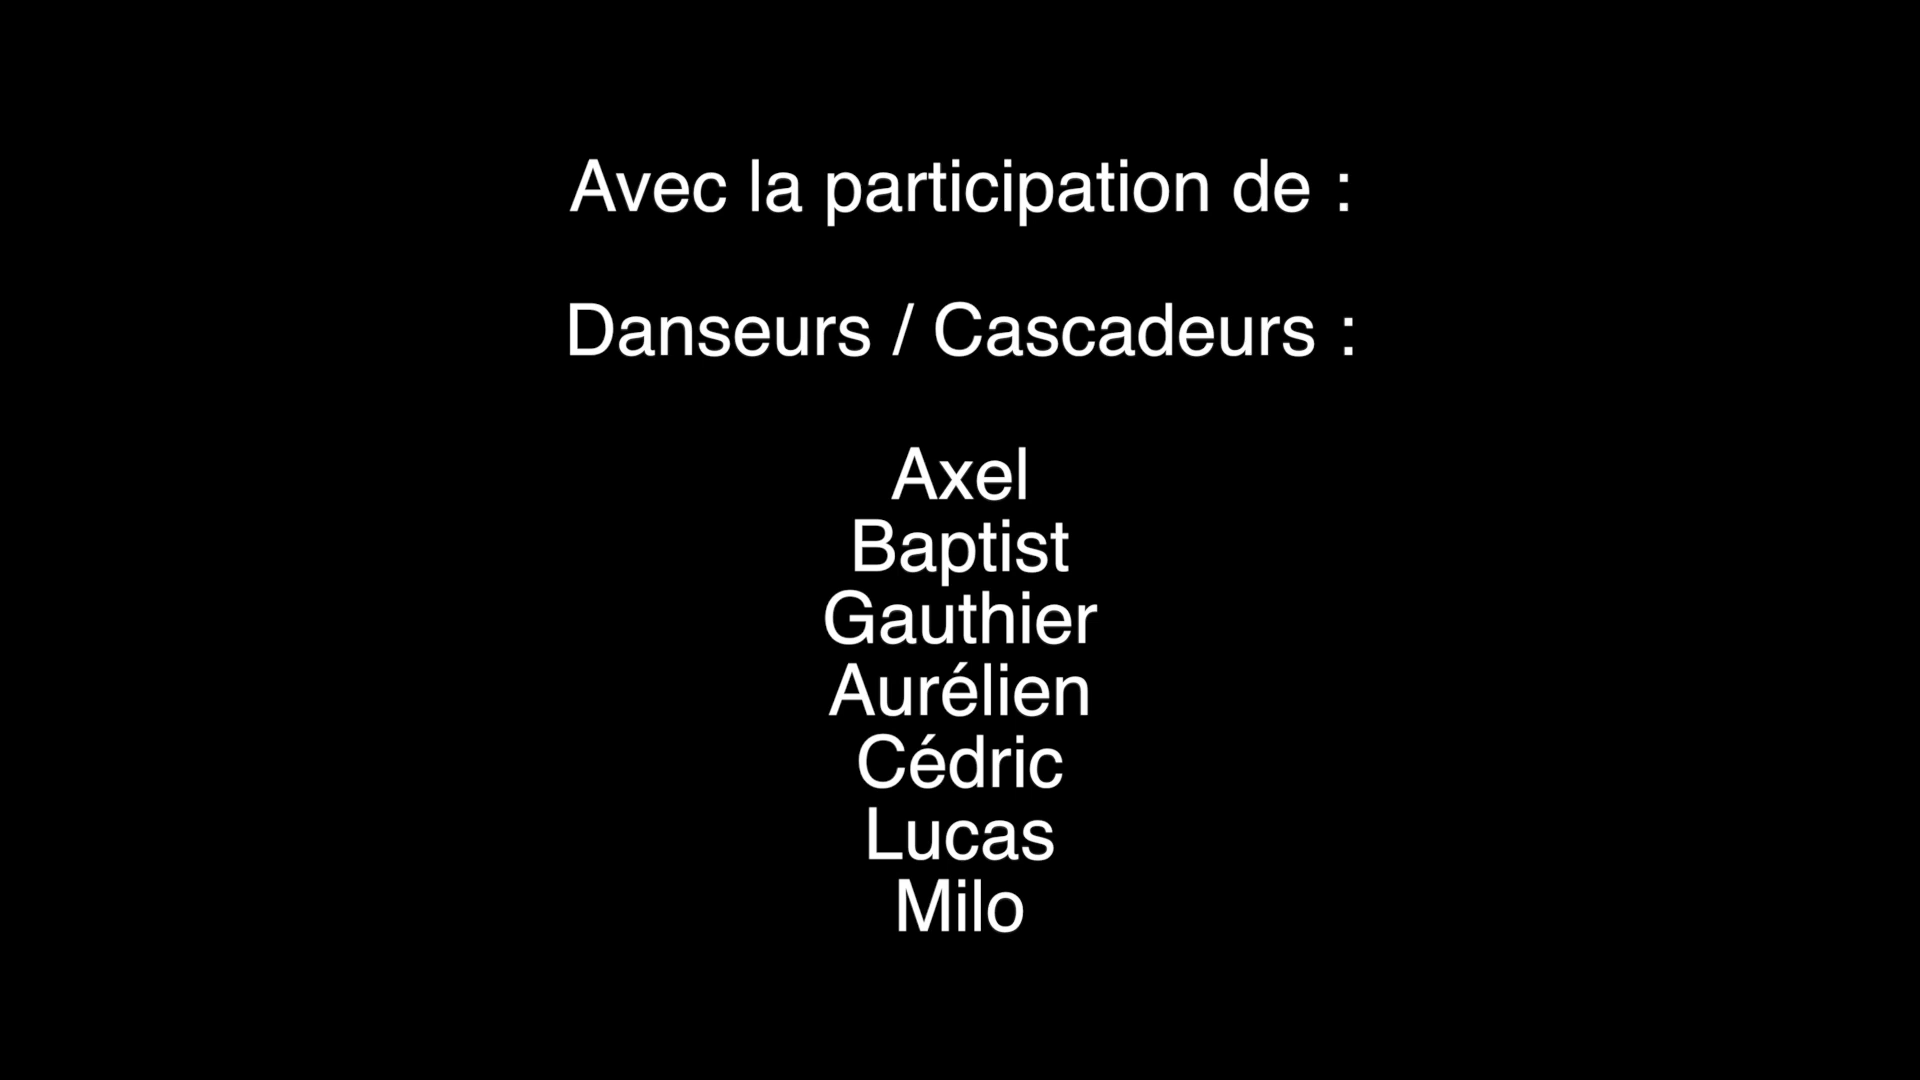 Avec la participation de :
Danseurs / Cascadeurs :
Axel
Baptist
Gauthier
Aurélien
Cédric
Lucas
Milo